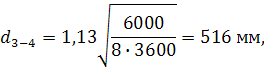 d₃₋₄ = 1,13√(6000 / (8 · 3600)) = 516 мм,